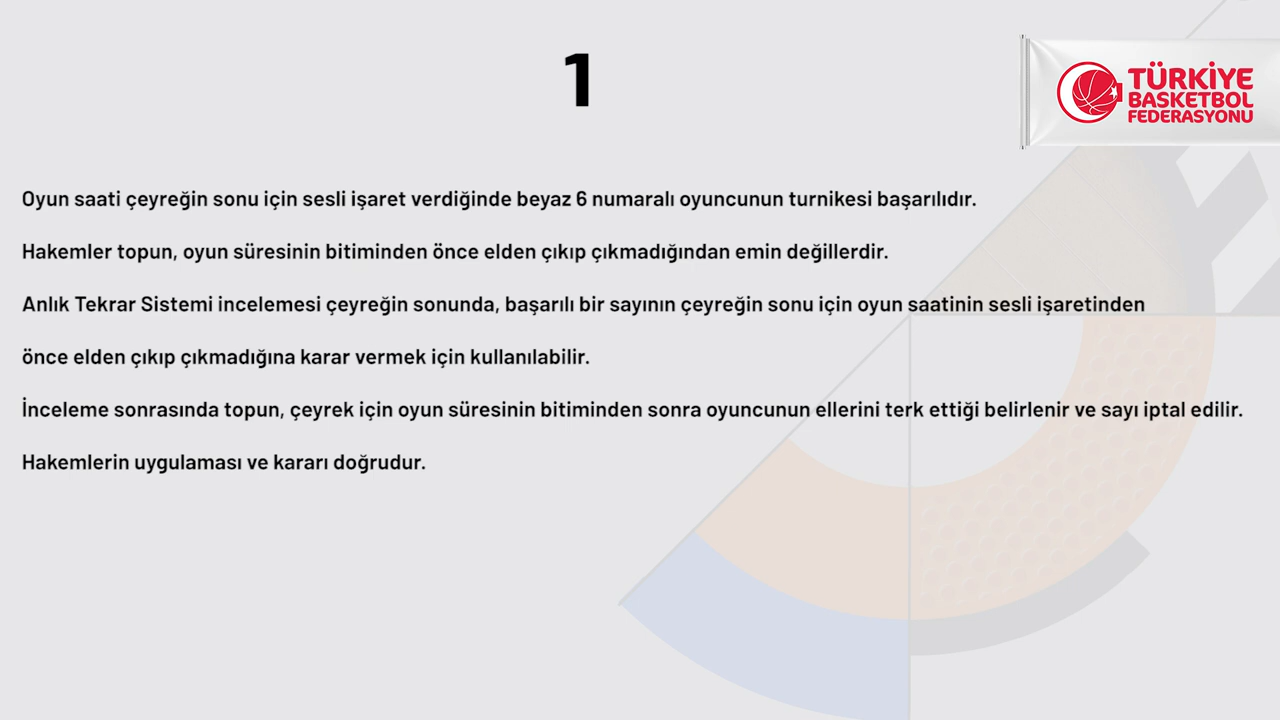 1
TÜRKİYE
BASKETBOL
FEDERASYONU
Oyun saati çeyreğin sonu için sesli işaret verdiğinde beyaz 6 numaralı oyuncunun turnikesi başarılıdır.
Hakemler topun, oyun süresinin bitiminden önce elden çıkıp çıkmadığından emin değillerdir.
Anlık Tekrar Sistemi incelemesi çeyreğin sonunda, başarılı bir sayının çeyreğin sonu için oyun saatinin sesli işaretinden
önce elden çıkıp çıkmadığına karar vermek için kullanılabilir.
İnceleme sonrasında topun, çeyrek için oyun süresinin bitiminden sonra oyuncunun ellerini terk ettiği belirlenir ve sayı iptal edilir.
Hakemlerin uygulaması ve kararı doğrudur.